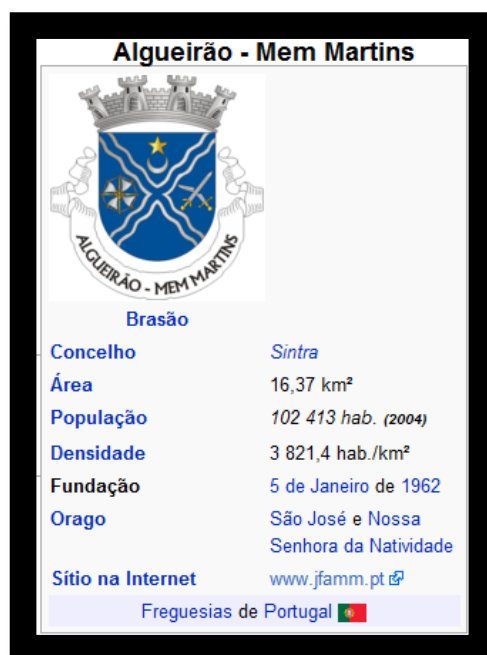 Algueirão - Mem Martins
ALGUEIRÃO - MEM MARTINS
Brasão
Concelho Sintra
Área 16,37 km²
População 102 413 hab. (2004)
Densidade 3 821,4 hab./km²
Fundação 5 de Janeiro de 1962
Orago São José e Nossa
Senhora da Natividade
Sítio na Internet www.jfamm.pt
Freguesias de Portugal